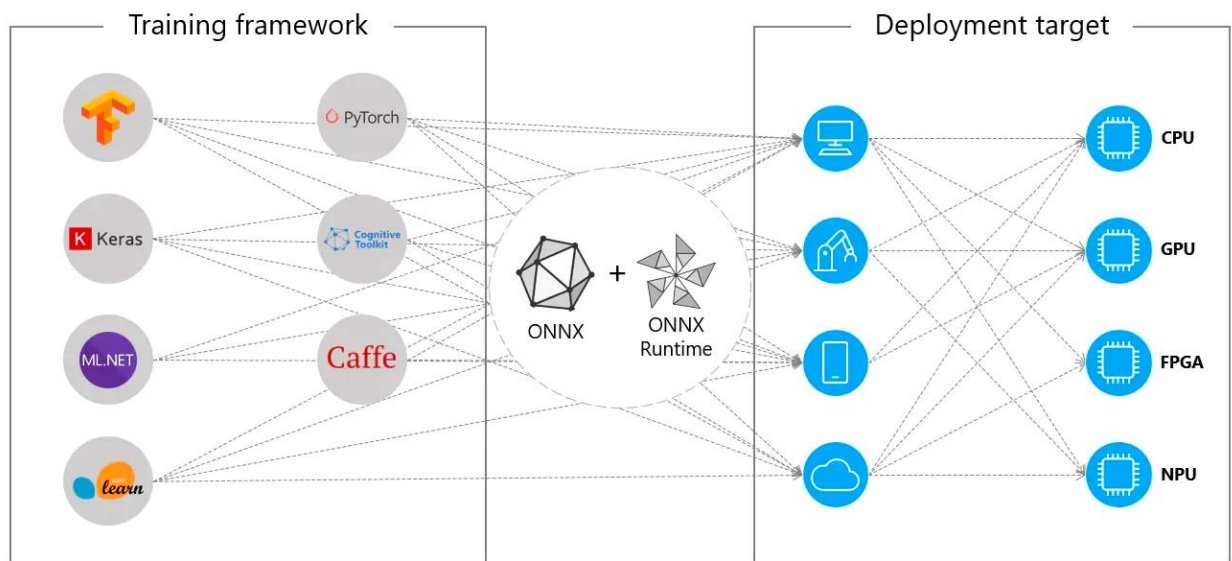 Training framework
Deployment target
PyTorch
CPU
K Keras
Cognitive
Toolkit
GPU
+
ONNX
ONNX
Runtime
ML.NET
Caffe
FPGA
learn
NPU